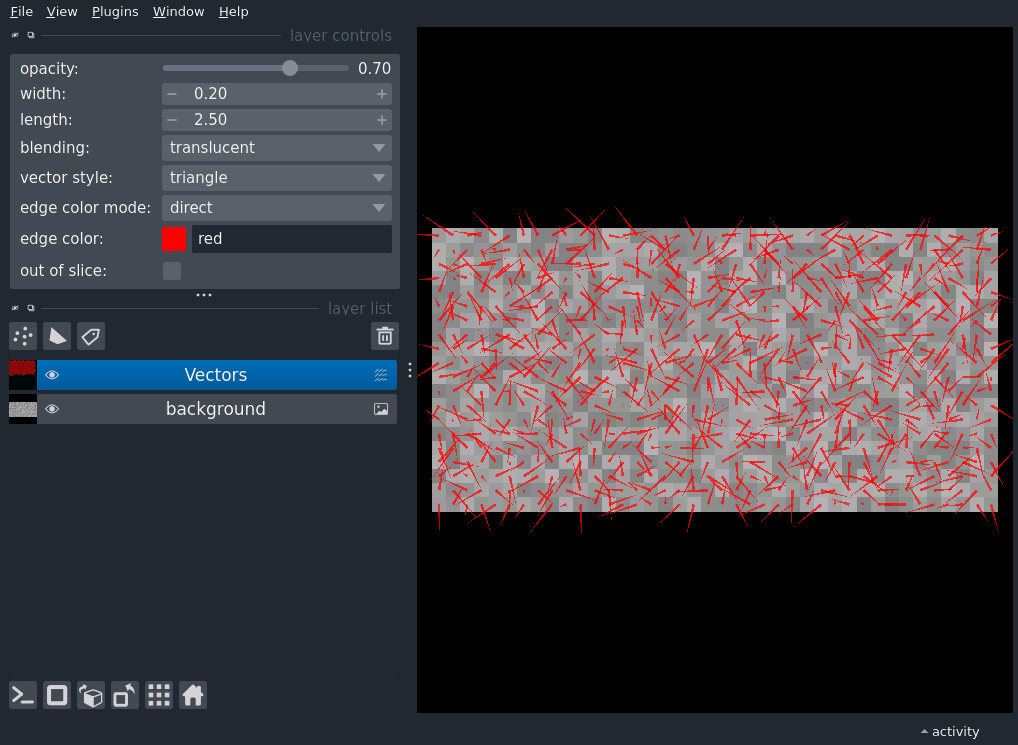 File View Plugins Window Help
layer controls
opacity: 0.70
width: 0.20
length: 2.50
blending: translucent
vector style: triangle
edge color mode: direct
edge color: red
out of slice:
layer list
Vectors
background
activity